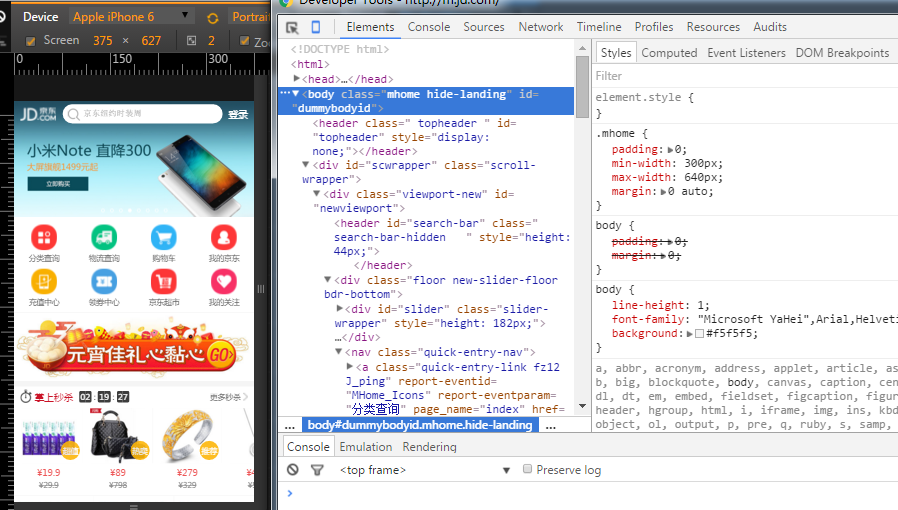 Developer Tools - http://m.jd.com/
Device Apple iPhone 6 Portrai
Screen 375 × 627 2 Zoo
0 150 300
JD 京东 .COM 京东纽约时装周 登录
小米Note 直降300
大屏旗舰1499元起
立即购买
分类查询 物流查询 购物车 我的京东
充值中心 领券中心 京东超市 我的关注
元宵佳礼心黏心 GO>
掌上秒杀 02:19:27 更多秒杀
超值 热卖 推荐
¥19.9 ¥89 ¥279
¥29.9 ¥798 ¥329
Elements Console Sources Network Timeline Profiles Resources Audits
<!DOCTYPE html>
<html>
<head>…</head>
<body class="mhome hide-landing" id=
"dummybodyid">
<header class=" topheader " id=
"topheader" style="display:
none;"></header>
<div id="scwrapper" class="scroll-
wrapper">
<div class="viewport-new" id=
"newviewport">
<header id="search-bar" class="
search-bar-hidden " style="height:
44px;">
</header>
<div class="floor new-slider-floor
bdr-bottom">
<div id="slider" class="slider-
wrapper" style="height: 182px;">
…</div>
<nav class="quick-entry-nav">
<a class="quick-entry-link fz12
J_ping" report-eventid=
"MHome_Icons" report-eventparam=
"分类查询" page_name="index" href=
... body#dummybodyid.mhome.hide-landing ...
Styles Computed Event Listeners DOM Breakpoints
Filter
element.style {
}
.mhome {
padding: 0;
min-width: 300px;
max-width: 640px;
margin: 0 auto;
}
body {
padding: 0;
margin: 0;
}
body {
line-height: 1;
font-family: "Microsoft YaHei",Arial,Helveti
background: #f5f5f5;
}
a, abbr, acronym, address, applet, article, as
b, big, blockquote, body, canvas, caption, cen
dl, dt, em, embed, fieldset, figcaption, figur
header, hgroup, html, i, iframe, img, ins, kbd
object, ol, output, p, pre, q, ruby, s, samp,
Console Emulation Rendering
<top frame> Preserve log